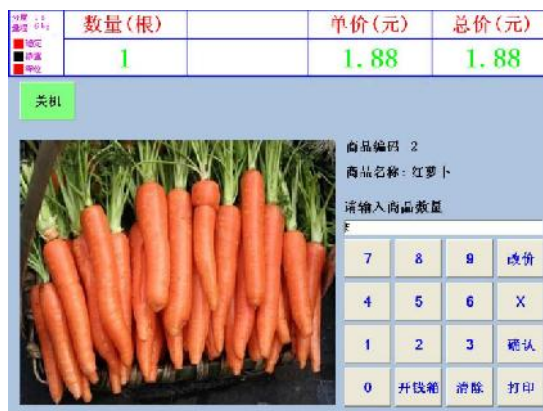 数量(根)
单价(元)
总价(元)
1
1.88
1.88
关机
商品编码 2
商品名称: 红萝卜
请输入商品数量
7 8 9 改价
4 5 6 X
1 2 3 确认
0 开钱箱 清除 打印